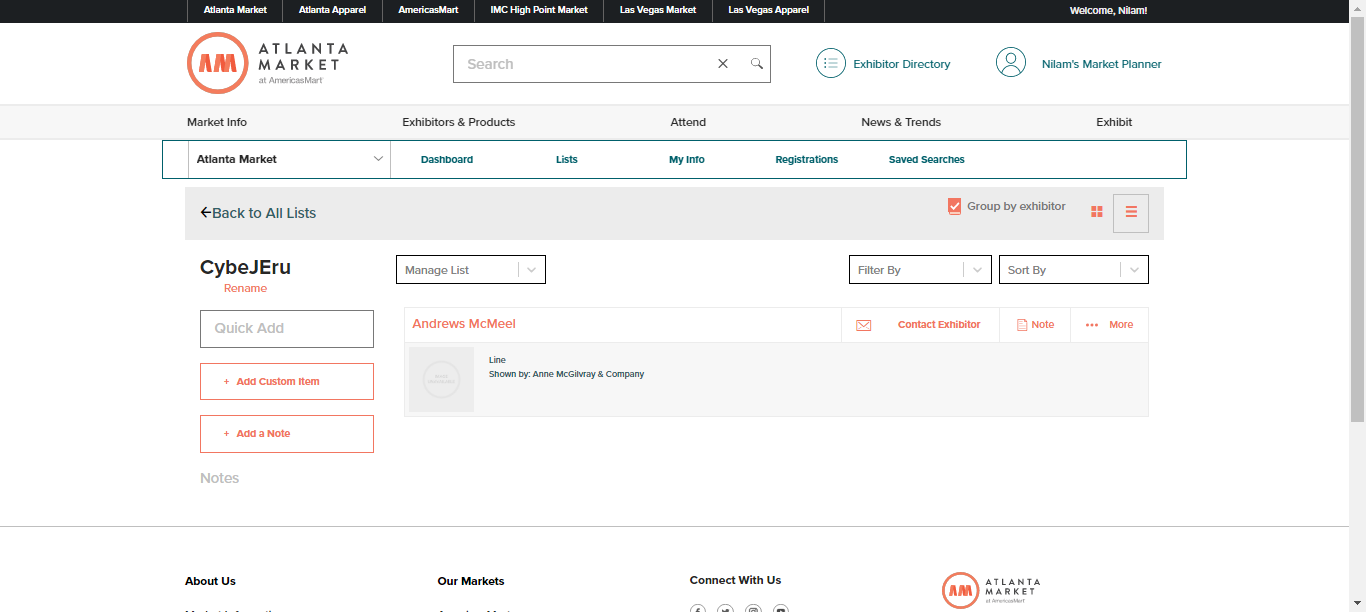 Atlanta Market
Atlanta Apparel
AmericasMart
IMC High Point Market
Las Vegas Market
Las Vegas Apparel
Welcome, Nilam!
AM
ATLANTA
MARKET
at AmericasMart
Search
Exhibitor Directory
Nilam's Market Planner
Market Info
Exhibitors & Products
Attend
News & Trends
Exhibit
Atlanta Market
Dashboard
Lists
My Info
Registrations
Saved Searches
Back to All Lists
Group by exhibitor
CybeJEru
Rename
Manage List
Filter By
Sort By
Quick Add
+ Add Custom Item
+ Add a Note
Notes
Andrews McMeel
Contact Exhibitor
Note
More
Line
Shown by: Anne McGilvray & Company
About Us
Our Markets
Connect With Us
AM
ATLANTA
MARKET
at AmericasMart